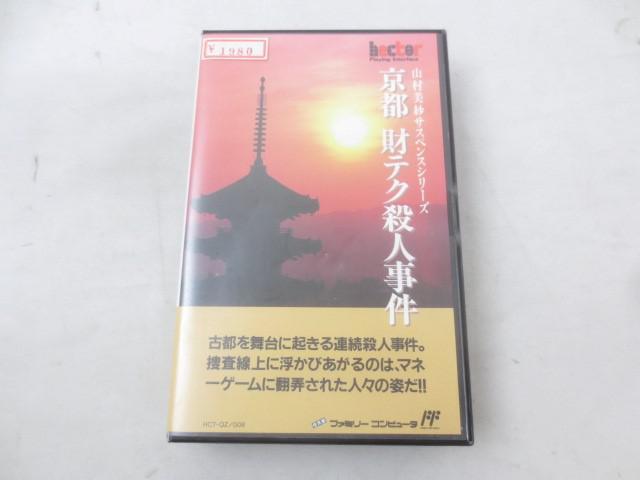 ¥1980
hector
Playing Interface
山村美紗サスペンスシリーズ
京都 財テク殺人事件
古都を舞台に起きる連続殺人事件。
捜査線上に浮かびあがるのは、マネ
ーゲームに翻弄された人々の姿だ!!
HCT-QZ/008
ファミリー コンピュータ